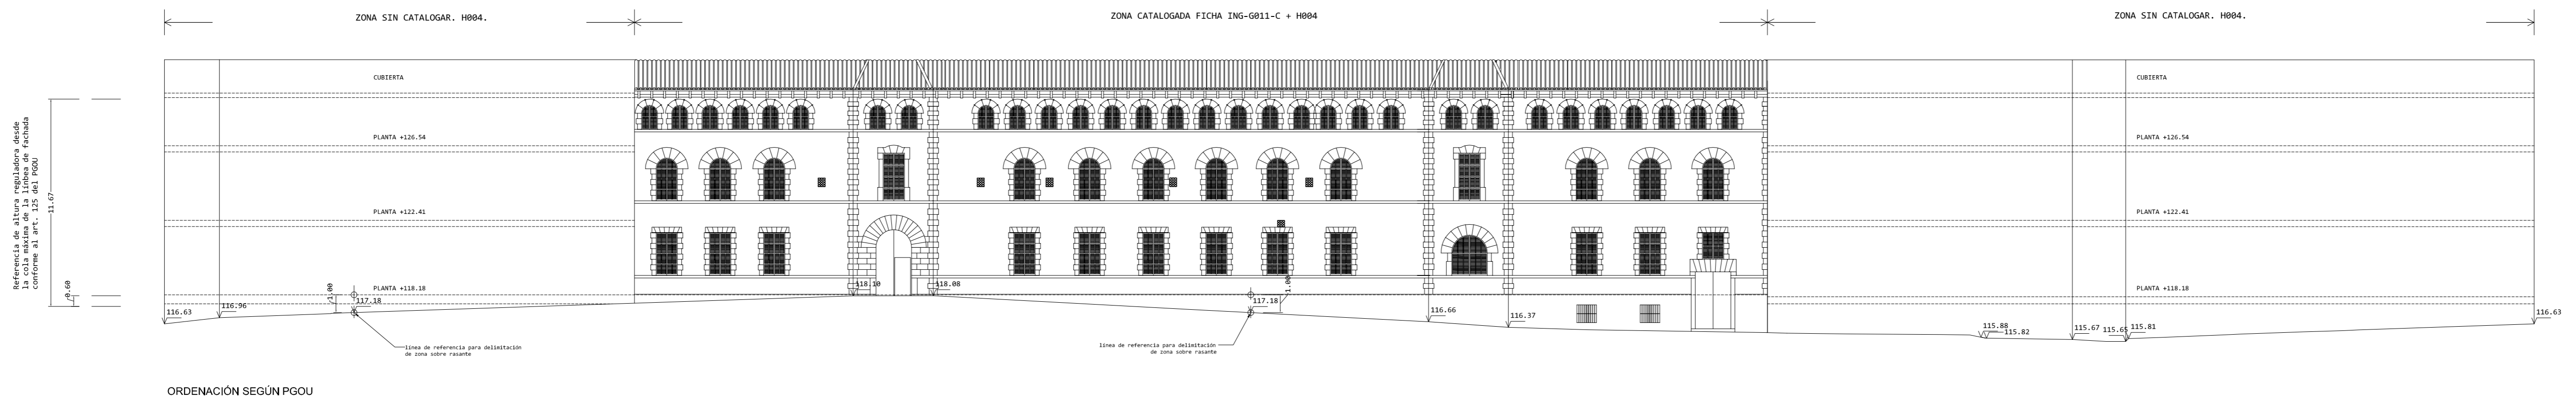 ZONA SIN CATALOGAR. H004.
ZONA CATALOGADA FICHA ING-G011-C + H004
ZONA SIN CATALOGAR. H004.
CUBIERTA
CUBIERTA
Referencia de altura reguladora desde
la cola máxima de la línbea de fachada
conforme al art. 125 del PGOU
11.67
0.60
PLANTA +126.54
PLANTA +126.54
PLANTA +122.41
PLANTA +122.41
PLANTA +118.18
PLANTA +118.18
1.00
1.00
116.63
116.96
117.18
118.10
118.08
117.18
116.66
116.37
115.88
115.82
115.67
115.65
115.81
116.63
línea de referencia para delimitación
de zona sobre rasante
línea de referencia para delimitación
de zona sobre rasante
ORDENACIÓN SEGÚN PGOU